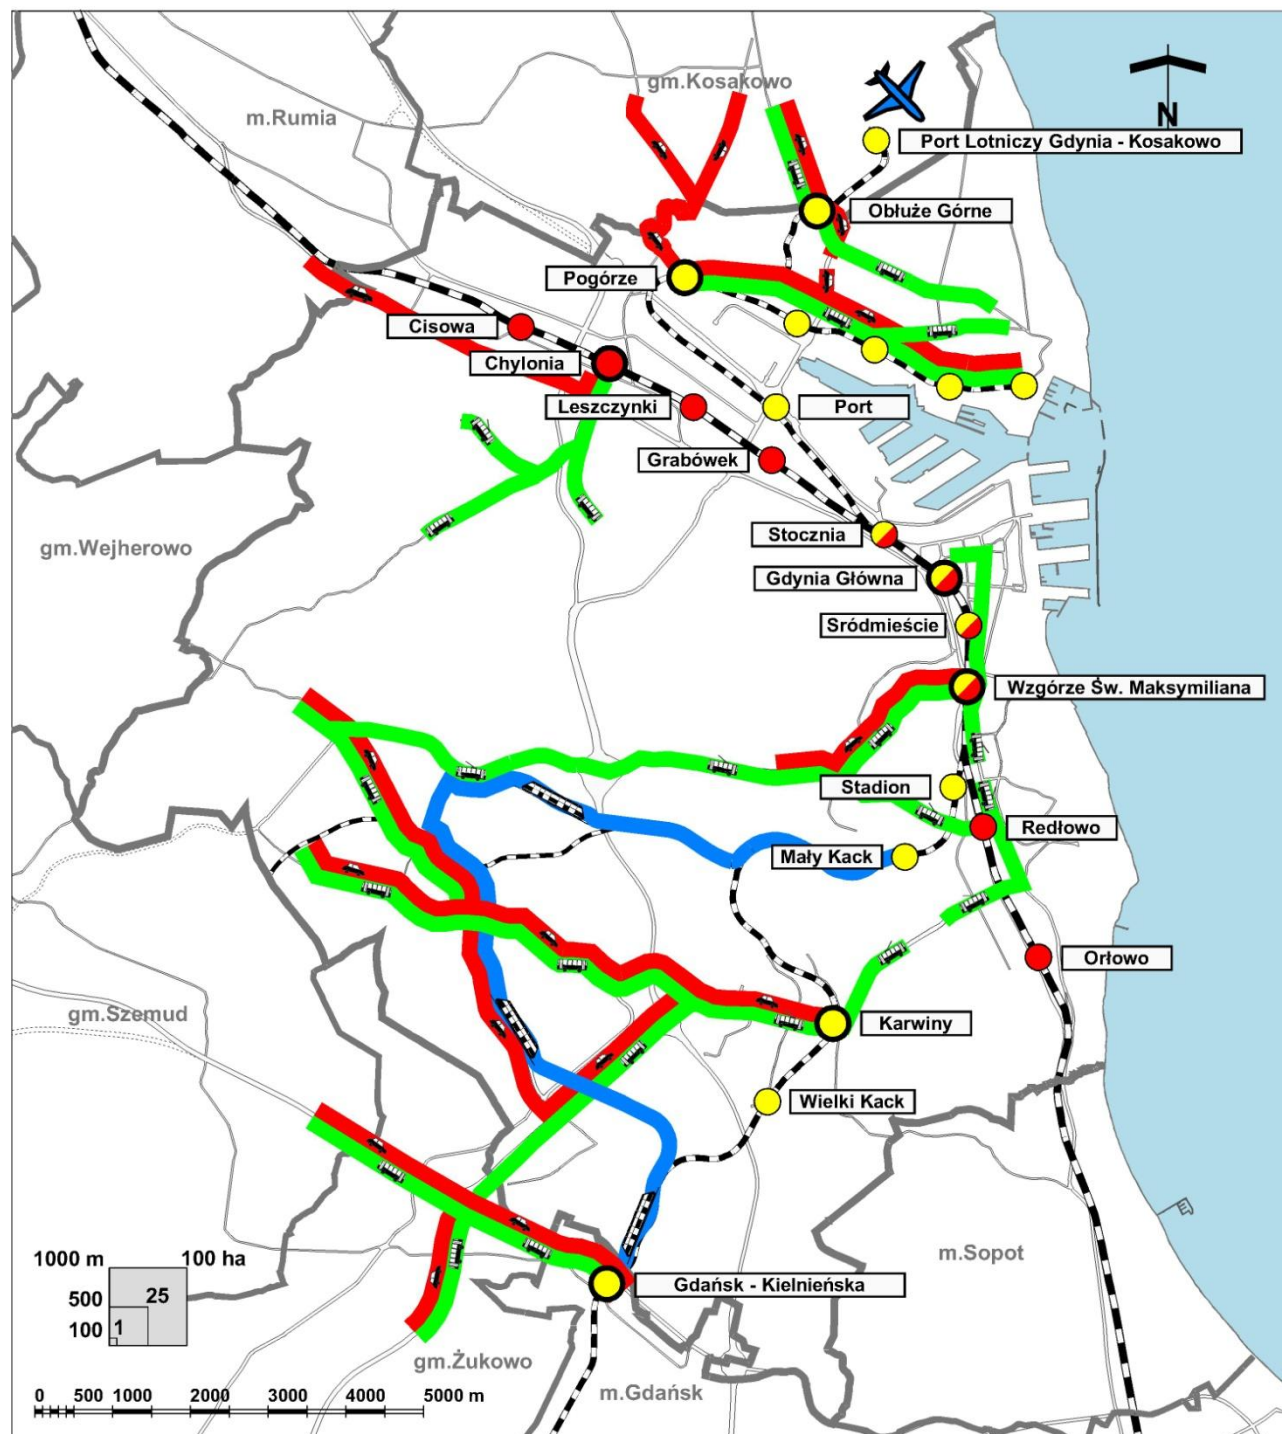 gm.Kosakowo
m.Rumia
N
Port Lotniczy Gdynia - Kosakowo
Obłuże Górne
Pogórze
Cisowa
Chylonia
Leszczynki
Port
Grabówek
Stocznia
gm.Wejherowo
Gdynia Główna
Sródmieście
Wzgórze Św. Maksymiliana
Stadion
Redłowo
Mały Kack
Orłowo
gm.Szemud
Karwiny
Wielki Kack
m.Sopot
1000 m 100 ha
500 25
100 1
Gdańsk - Kielnieńska
gm.Żukowo
m.Gdańsk
0 500 1000 2000 3000 4000 5000 m